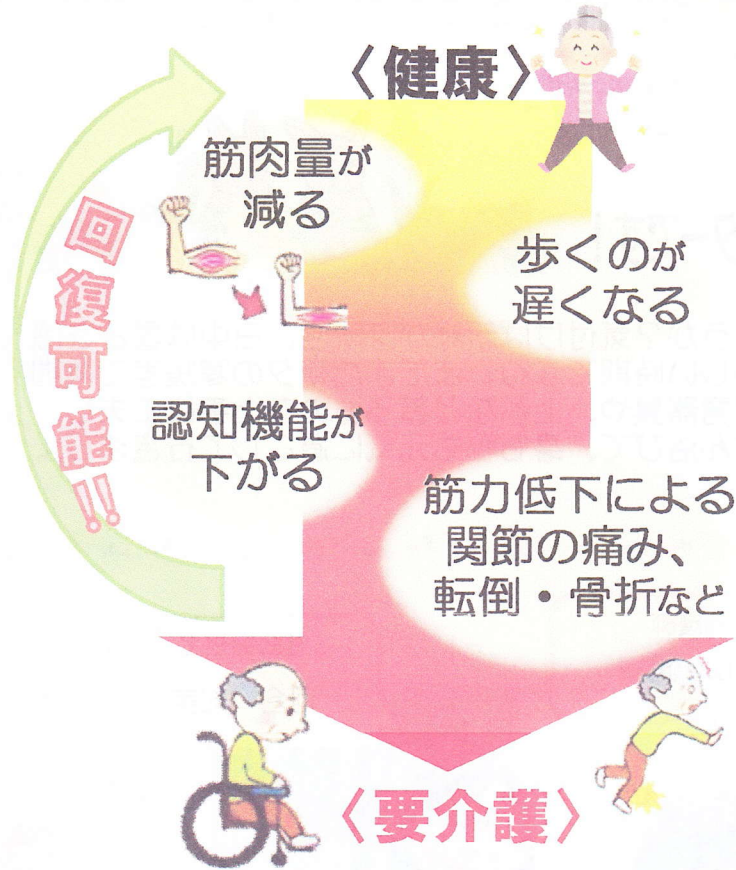 〈健康〉
筋肉量が
減る
歩くのが
遅くなる
回復可能!!
認知機能が
下がる
筋力低下による
関節の痛み、
転倒・骨折など
〈要介護〉